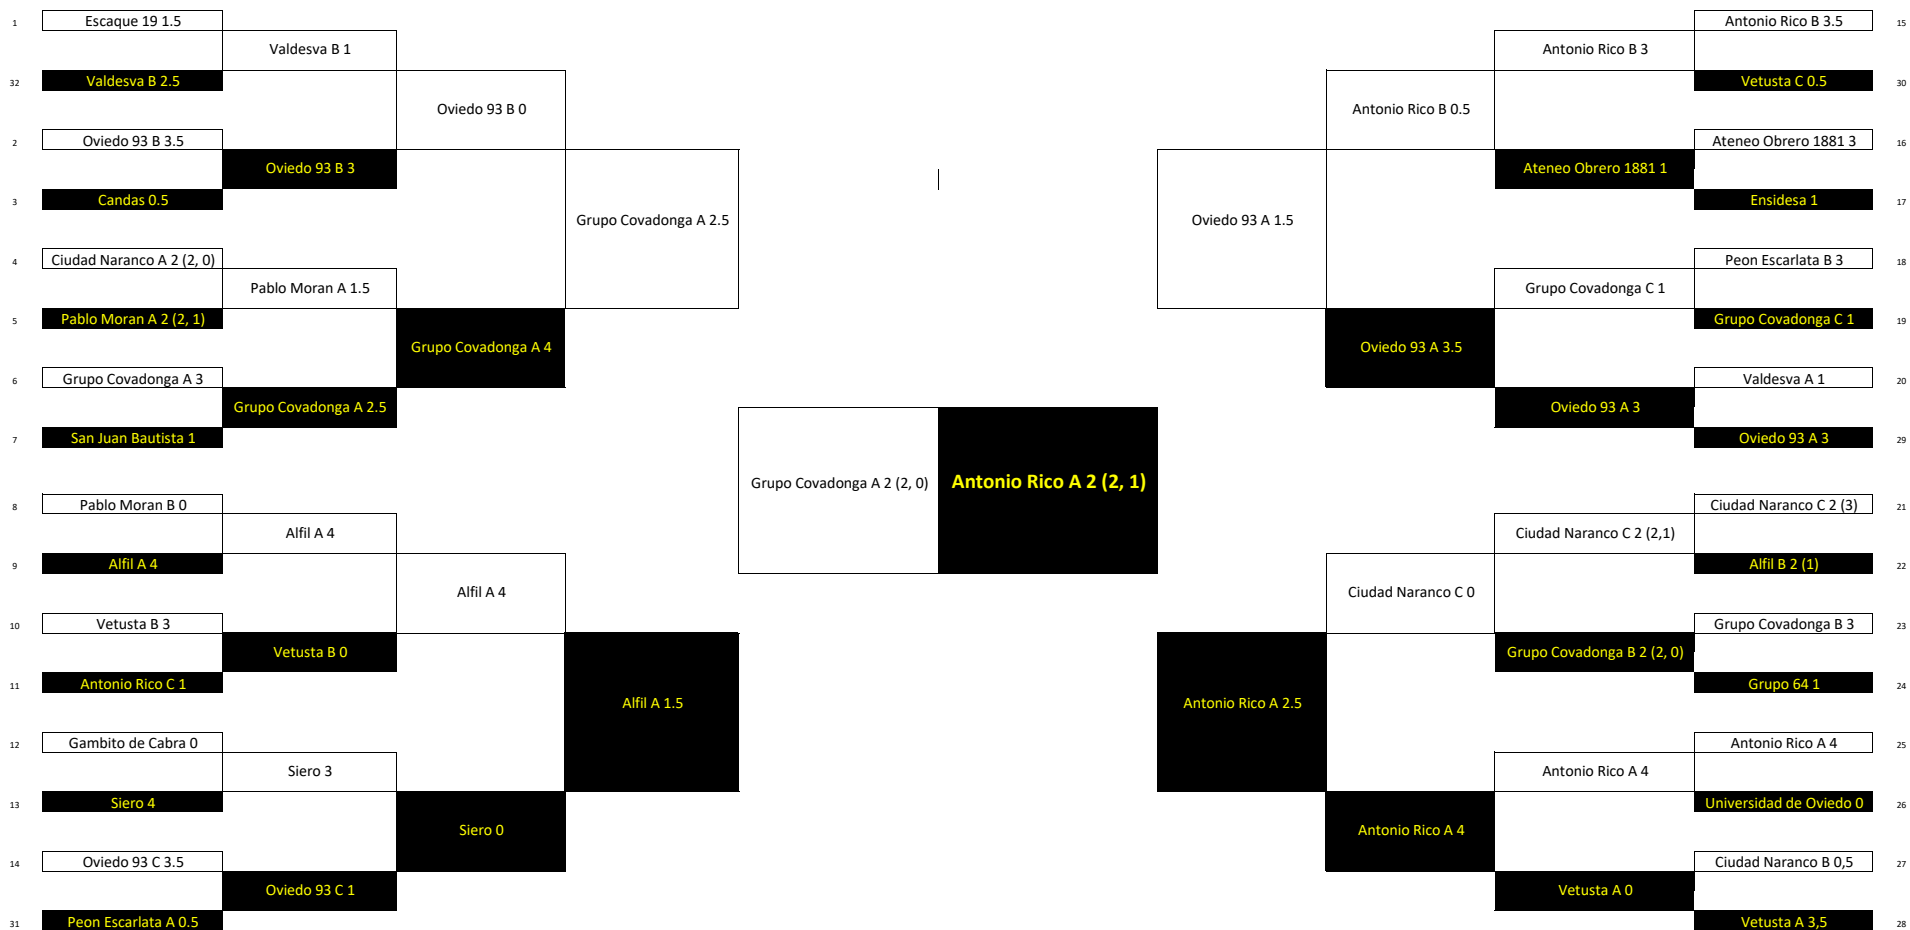 1
Escaque 19 1.5
Valdesva B 1
32
Valdesva B 2.5
Oviedo 93 B 0
2
Oviedo 93 B 3.5
Oviedo 93 B 3
3
Candas 0.5
Grupo Covadonga A 2.5
4
Ciudad Naranco A 2 (2, 0)
Pablo Moran A 1.5
5
Pablo Moran A 2 (2, 1)
Grupo Covadonga A 4
6
Grupo Covadonga A 3
Grupo Covadonga A 2.5
7
San Juan Bautista 1
8
Pablo Moran B 0
Alfil A 4
9
Alfil A 4
Alfil A 4
10
Vetusta B 3
Vetusta B 0
11
Antonio Rico C 1
Alfil A 1.5
12
Gambito de Cabra 0
Siero 3
13
Siero 4
Siero 0
14
Oviedo 93 C 3.5
Oviedo 93 C 1
31
Peon Escarlata A 0.5
Grupo Covadonga A 2 (2, 0)
Antonio Rico A 2 (2, 1)
Antonio Rico B 3.5
15
Antonio Rico B 3
Vetusta C 0.5
30
Antonio Rico B 0.5
Ateneo Obrero 1881 3
16
Ateneo Obrero 1881 1
Ensidesa 1
17
Oviedo 93 A 1.5
Peon Escarlata B 3
18
Grupo Covadonga C 1
Grupo Covadonga C 1
19
Oviedo 93 A 3.5
Valdesva A 1
20
Oviedo 93 A 3
Oviedo 93 A 3
29
Ciudad Naranco C 2 (3)
21
Ciudad Naranco C 2 (2,1)
Alfil B 2 (1)
22
Ciudad Naranco C 0
Grupo Covadonga B 3
23
Grupo Covadonga B 2 (2, 0)
Grupo 64 1
24
Antonio Rico A 2.5
Antonio Rico A 4
25
Antonio Rico A 4
Universidad de Oviedo 0
26
Antonio Rico A 4
Ciudad Naranco B 0,5
27
Vetusta A 0
Vetusta A 3,5
28